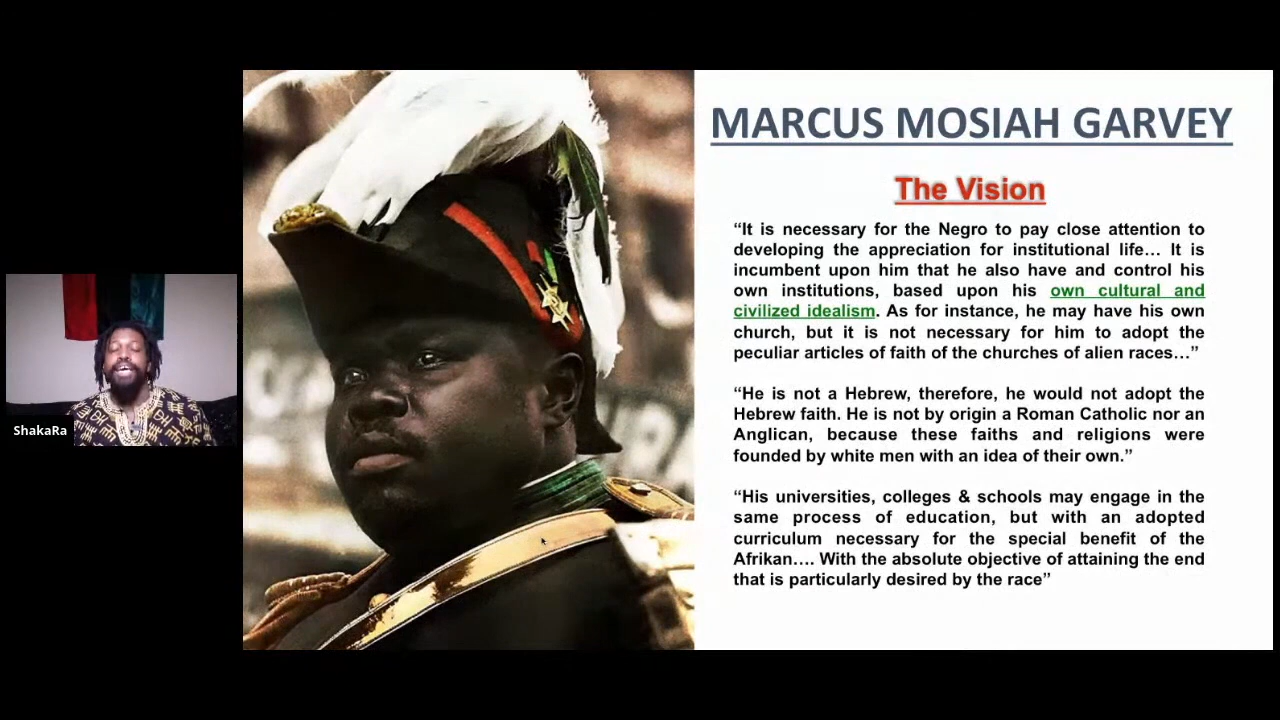 MARCUS MOSIAH GARVEY
The Vision
“It is necessary for the Negro to pay close attention to
developing the appreciation for institutional life… It is
incumbent upon him that he also have and control his
own institutions, based upon his own cultural and
civilized idealism. As for instance, he may have his own
church, but it is not necessary for him to adopt the
peculiar articles of faith of the churches of alien races…”
“He is not a Hebrew, therefore, he would not adopt the
Hebrew faith. He is not by origin a Roman Catholic nor an
Anglican, because these faiths and religions were
founded by white men with an idea of their own.”
“His universities, colleges & schools may engage in the
same process of education, but with an adopted
curriculum necessary for the special benefit of the
Afrikan…. With the absolute objective of attaining the end
that is particularly desired by the race”
ShakaRa